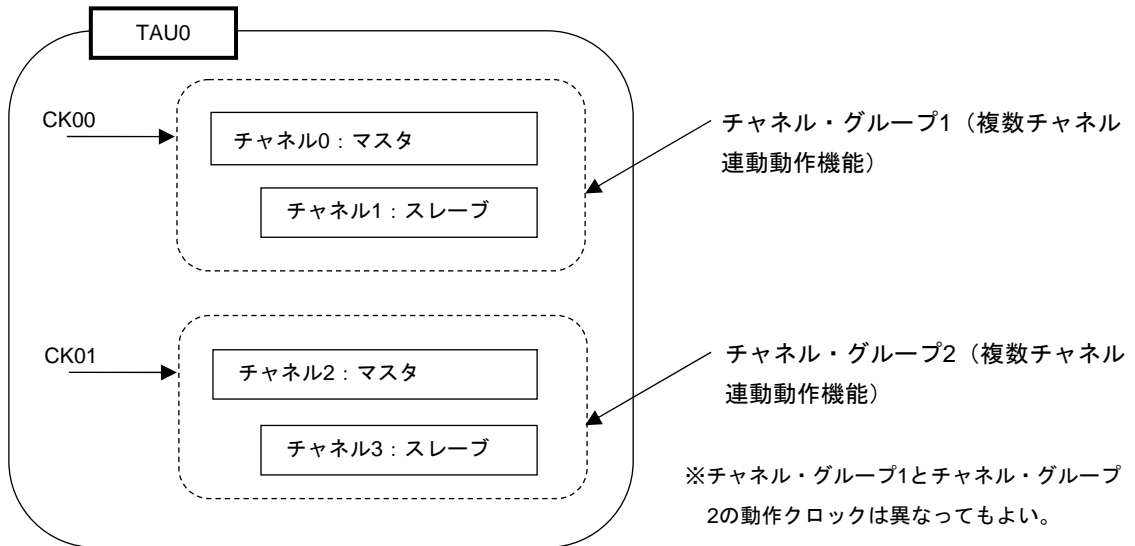 TAU0
CK00
チャネル0：マスタ
チャネル1：スレーブ
チャネル・グループ1（複数チャネル
連動動作機能）
CK01
チャネル2：マスタ
チャネル3：スレーブ
チャネル・グループ2（複数チャネル
連動動作機能）
※チャネル・グループ1とチャネル・グループ
2の動作クロックは異なってもよい。